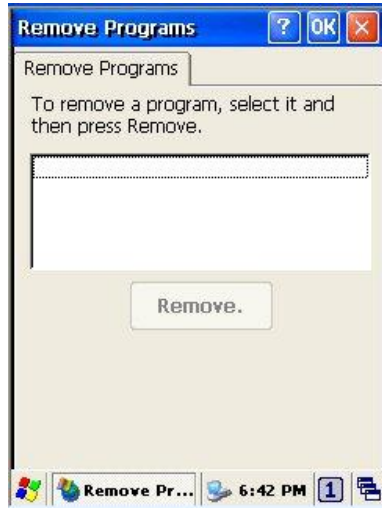 Remove Programs ? OK ×
Remove Programs
To remove a program, select it and
then press Remove.
Remove.
Remove Pr... 6:42 PM 1